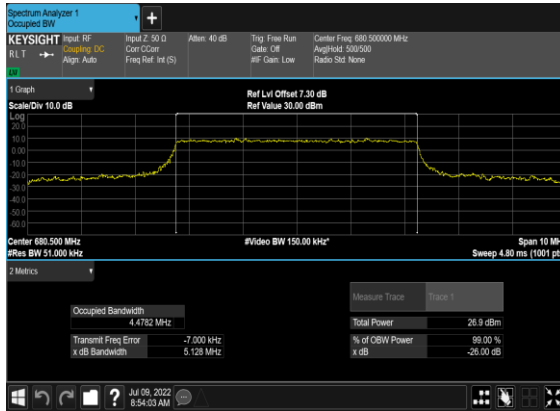 Spectrum Analyzer 1
Occupied BW
+
KEYSIGHT Input: RF Input Z: 50 Ω Atten: 40 dB Trig: Free Run Center Freq: 680.500000 MHz
RLT Coupling: DC Corr CCorr Gate: Off Avg|Hold: 500/500
Align: Auto Freq Ref: Int (S) #IF Gain: Low Radio Std: None
LXI
1 Graph
Ref Lvl Offset 7.30 dB
Scale/Div 10.0 dB Ref Value 30.00 dBm
Log
20.0
10.0
0.00
-10.0
-20.0
-30.0
-40.0
-50.0
-60.0
Center 680.500 MHz #Video BW 150.00 kHz* Span 10 MH
#Res BW 51.000 kHz Sweep 4.80 ms (1001 pt
2 Metrics
Measure Trace Trace 1
Occupied Bandwidth
4.4782 MHz Total Power 26.9 dBm
Transmit Freq Error -7.000 kHz % of OBW Power 99.00 %
x dB Bandwidth 5.128 MHz x dB -26.00 dB
?
Jul 09, 2022
8:54:03 AM